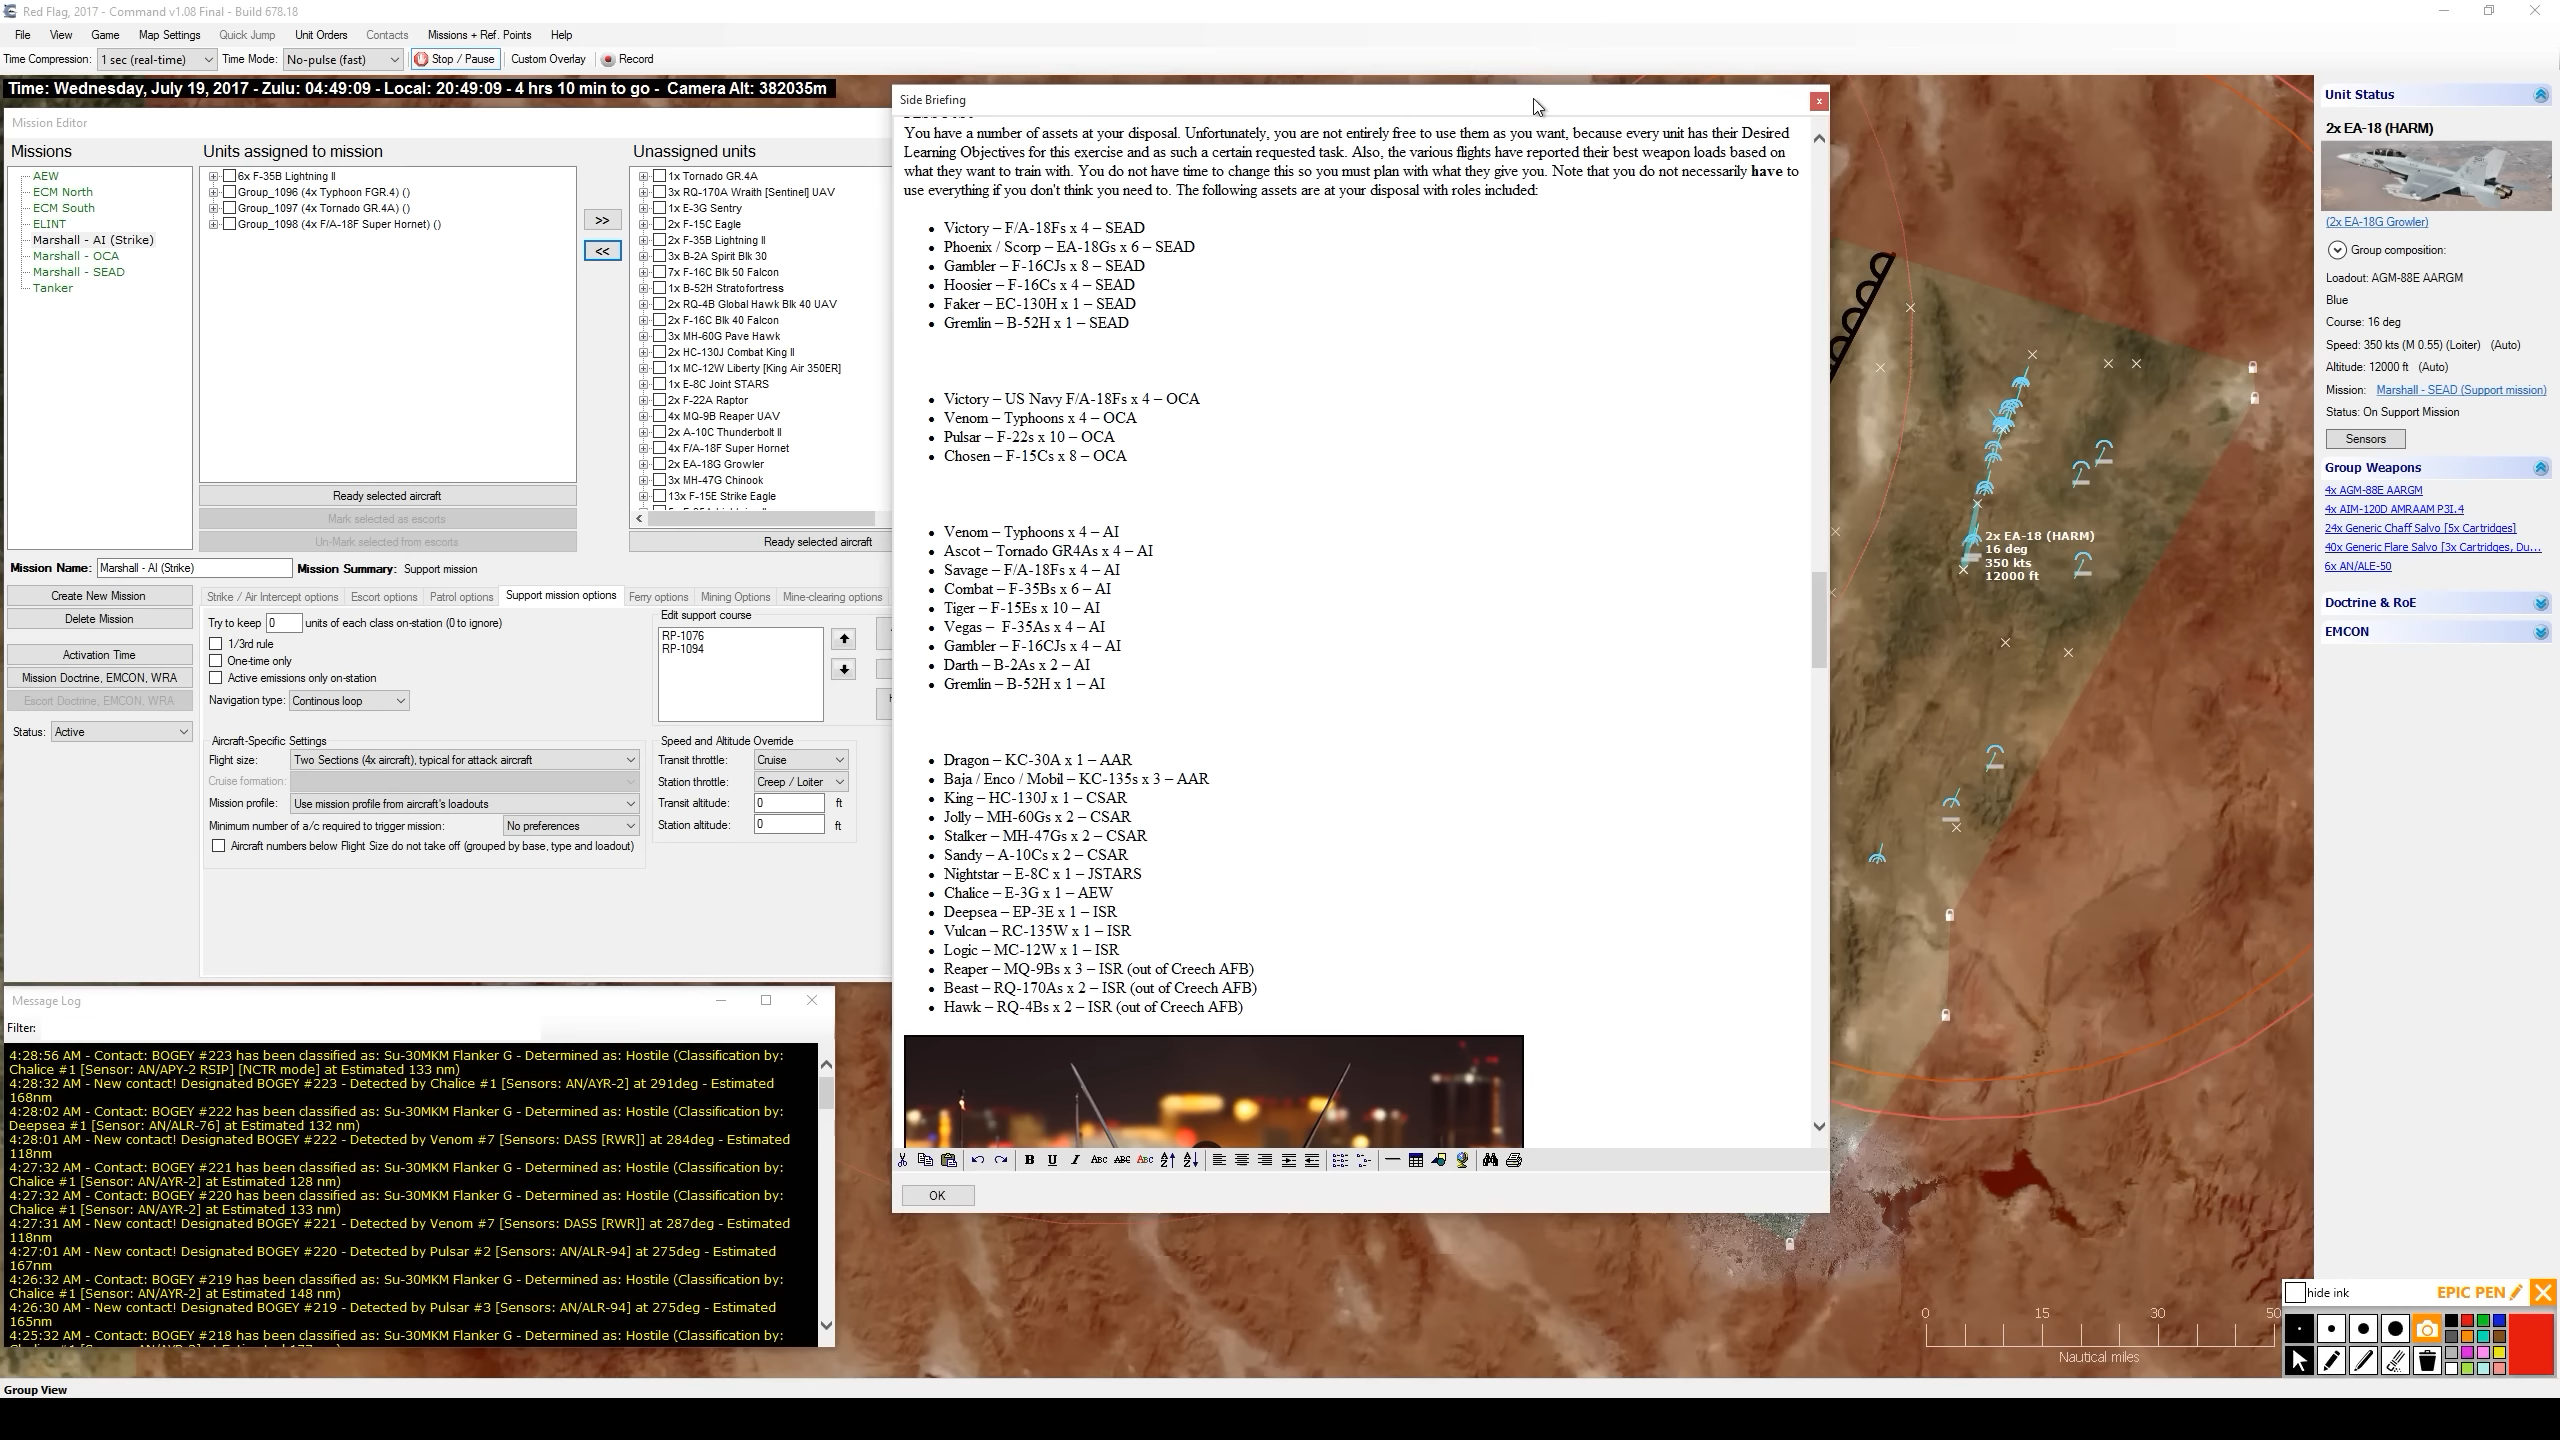 Red Flag, 2017 - Command v1.08 Final - Build 678.18
File View Game Map Settings Quick Jump Unit Orders Contacts Missions + Ref. Points Help
Time Compression: 1 sec (real-time) Time Mode: No-pulse (fast) Stop / Pause Custom Overlay Record
Time: Wednesday, July 19, 2017 - Zulu: 04:49:09 - Local: 20:49:09 - 4 hrs 10 min to go - Camera Alt: 382035m
Mission Editor
Missions
AEW
ECM North
ECM South
ELINT
Marshall - AI (Strike)
Marshall - OCA
Marshall - SEAD
Tanker
Units assigned to mission
6x F-35B Lightning II
Group_1096 (4x Typhoon FGR.4) ()
Group_1097 (4x Tornado GR.4A) ()
Group_1098 (4x F/A-18F Super Hornet) ()
>>
<<
Ready selected aircraft
Mark selected as escorts
Un-Mark selected from escorts
Unassigned units
1x Tornado GR.4A
3x RQ-170A Wraith [Sentinel] UAV
1x E-3G Sentry
2x F-15C Eagle
2x F-35B Lightning II
3x B-2A Spirit Blk 30
7x F-16C Blk 50 Falcon
1x B-52H Stratofortress
2x RQ-4B Global Hawk Blk 40 UAV
2x F-16C Blk 40 Falcon
3x MH-60G Pave Hawk
2x HC-130J Combat King II
1x MC-12W Liberty [King Air 350ER]
1x E-8C Joint STARS
2x F-22A Raptor
4x MQ-9B Reaper UAV
2x A-10C Thunderbolt II
4x F/A-18F Super Hornet
2x EA-18G Growler
3x MH-47G Chinook
13x F-15E Strike Eagle
Ready selected aircraft
Mission Name: Marshall - AI (Strike) Mission Summary: Support mission
Create New Mission
Delete Mission
Activation Time
Mission Doctrine, EMCON, WRA
Escort Doctrine, EMCON, WRA
Status: Active
Strike / Air Intercept options Escort options Patrol options Support mission options Ferry options Mining Options Mine-clearing options
Try to keep 0 units of each class on-station (0 to ignore)
1/3rd rule
One-time only
Active emissions only on-station
Navigation type: Continous loop
Edit support course
RP-1076
RP-1094
Aircraft-Specific Settings
Flight size: Two Sections (4x aircraft), typical for attack aircraft
Cruise formation:
Mission profile: Use mission profile from aircraft's loadouts
Minimum number of a/c required to trigger mission: No preferences
Aircraft numbers below Flight Size do not take off (grouped by base, type and loadout)
Speed and Altitude Override
Transit throttle: Cruise
Station throttle: Creep / Loiter
Transit altitude: 0 ft
Station altitude: 0 ft
Message Log
Filter:
4:28:56 AM - Contact: BOGEY #223 has been classified as: Su-30MKM Flanker G - Determined as: Hostile (Classification by:
Chalice #1 [Sensor: AN/APY-2 RSIP] [NCTR mode] at Estimated 133 nm)
4:28:32 AM - New contact! Designated BOGEY #223 - Detected by Chalice #1 [Sensors: AN/AYR-2] at 291deg - Estimated
168nm
4:28:02 AM - Contact: BOGEY #222 has been classified as: Su-30MKM Flanker G - Determined as: Hostile (Classification by:
Deepsea #1 [Sensor: AN/ALR-76] at Estimated 132 nm)
4:28:01 AM - New contact! Designated BOGEY #222 - Detected by Venom #7 [Sensors: DASS [RWR]] at 284deg - Estimated
118nm
4:27:32 AM - Contact: BOGEY #221 has been classified as: Su-30MKM Flanker G - Determined as: Hostile (Classification by:
Chalice #1 [Sensor: AN/AYR-2] at Estimated 128 nm)
4:27:32 AM - Contact: BOGEY #220 has been classified as: Su-30MKM Flanker G - Determined as: Hostile (Classification by:
Chalice #1 [Sensor: AN/AYR-2] at Estimated 133 nm)
4:27:31 AM - New contact! Designated BOGEY #221 - Detected by Venom #7 [Sensors: DASS [RWR]] at 287deg - Estimated
118nm
4:27:01 AM - New contact! Designated BOGEY #220 - Detected by Pulsar #2 [Sensors: AN/ALR-94] at 275deg - Estimated
167nm
4:26:32 AM - Contact: BOGEY #219 has been classified as: Su-30MKM Flanker G - Determined as: Hostile (Classification by:
Chalice #1 [Sensor: AN/AYR-2] at Estimated 148 nm)
4:26:30 AM - New contact! Designated BOGEY #219 - Detected by Pulsar #3 [Sensors: AN/ALR-94] at 275deg - Estimated
165nm
4:25:32 AM - Contact: BOGEY #218 has been classified as: Su-30MKM Flanker G - Determined as: Hostile (Classification by:
Group View
Side Briefing
You have a number of assets at your disposal. Unfortunately, you are not entirely free to use them as you want, because every unit has their Desired
Learning Objectives for this exercise and as such a certain requested task. Also, the various flights have reported their best weapon loads based on
what they want to train with. You do not have time to change this so you must plan with what they give you. Note that you do not necessarily have to
use everything if you don't think you need to. The following assets are at your disposal with roles included:
Victory – F/A-18Fs x 4 – SEAD
Phoenix / Scorp – EA-18Gs x 6 – SEAD
Gambler – F-16CJs x 8 – SEAD
Hoosier – F-16Cs x 4 – SEAD
Faker – EC-130H x 1 – SEAD
Gremlin – B-52H x 1 – SEAD
Victory – US Navy F/A-18Fs x 4 – OCA
Venom – Typhoons x 4 – OCA
Pulsar – F-22s x 10 – OCA
Chosen – F-15Cs x 8 – OCA
Venom – Typhoons x 4 – AI
Ascot – Tornado GR4As x 4 – AI
Savage – F/A-18Fs x 4 – AI
Combat – F-35Bs x 6 – AI
Tiger – F-15Es x 10 – AI
Vegas – F-35As x 4 – AI
Gambler – F-16CJs x 4 – AI
Darth – B-2As x 2 – AI
Gremlin – B-52H x 1 – AI
Dragon – KC-30A x 1 – AAR
Baja / Enco / Mobil – KC-135s x 3 – AAR
King – HC-130J x 1 – CSAR
Jolly – MH-60Gs x 2 – CSAR
Stalker – MH-47Gs x 2 – CSAR
Sandy – A-10Cs x 2 – CSAR
Nightstar – E-8C x 1 – JSTARS
Chalice – E-3G x 1 – AEW
Deepsea – EP-3E x 1 – ISR
Vulcan – RC-135W x 1 – ISR
Logic – MC-12W x 1 – ISR
Reaper – MQ-9Bs x 3 – ISR (out of Creech AFB)
Beast – RQ-170As x 2 – ISR (out of Creech AFB)
Hawk – RQ-4Bs x 2 – ISR (out of Creech AFB)
B U I ABC ABC ABC
OK
2x EA-18 (HARM)
16 deg
350 kts
12000 ft
0 15 30 50
Nautical miles
Unit Status
2x EA-18 (HARM)
(2x EA-18G Growler)
Group composition:
Loadout: AGM-88E AARGM
Blue
Course: 16 deg
Speed: 350 kts (M 0.55) (Loiter) (Auto)
Altitude: 12000 ft (Auto)
Mission: Marshall - SEAD (Support mission)
Status: On Support Mission
Sensors
Group Weapons
4x AGM-88E AARGM
4x AIM-120D AMRAAM P3I.4
24x Generic Chaff Salvo [5x Cartridges]
40x Generic Flare Salvo [3x Cartridges, Du...
6x AN/ALE-50
Doctrine & RoE
EMCON
hide ink EPIC PEN